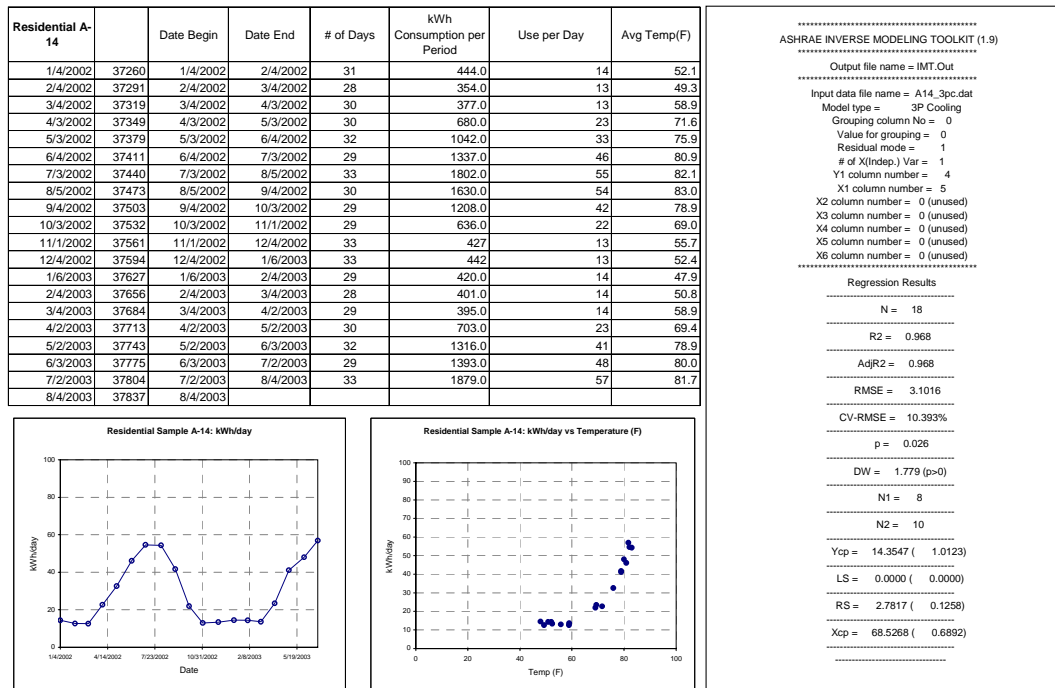 Residential A-14 Date Begin Date End # of Days kWh Consumption per Period Use per Day Avg Temp(F)
1/4/2002 37260 1/4/2002 2/4/2002 31 444.0 14 52.1
2/4/2002 37291 2/4/2002 3/4/2002 28 354.0 13 49.3
3/4/2002 37319 3/4/2002 4/3/2002 30 377.0 13 58.9
4/3/2002 37349 4/3/2002 5/3/2002 30 680.0 23 71.6
5/3/2002 37379 5/3/2002 6/4/2002 32 1042.0 33 75.9
6/4/2002 37411 6/4/2002 7/3/2002 29 1337.0 46 80.9
7/3/2002 37440 7/3/2002 8/5/2002 33 1802.0 55 82.1
8/5/2002 37473 8/5/2002 9/4/2002 30 1630.0 54 83.0
9/4/2002 37503 9/4/2002 10/3/2002 29 1208.0 42 78.9
10/3/2002 37532 10/3/2002 11/1/2002 29 636.0 22 69.0
11/1/2002 37561 11/1/2002 12/4/2002 33 427 13 55.7
12/4/2002 37594 12/4/2002 1/6/2003 33 442 13 52.4
1/6/2003 37627 1/6/2003 2/4/2003 29 420.0 14 47.9
2/4/2003 37656 2/4/2003 3/4/2003 28 401.0 14 50.8
3/4/2003 37684 3/4/2003 4/2/2003 29 395.0 14 58.9
4/2/2003 37713 4/2/2003 5/2/2003 30 703.0 23 69.4
5/2/2003 37743 5/2/2003 6/3/2003 32 1316.0 41 78.9
6/3/2003 37775 6/3/2003 7/2/2003 29 1393.0 48 80.0
7/2/2003 37804 7/2/2003 8/4/2003 33 1879.0 57 81.7
8/4/2003 37837 8/4/2003
Residential Sample A-14: kWh/day
100
80
60
40
20
0
kWh/day
1/4/2002 4/14/2002 7/23/2002 10/31/2002 2/8/2003 5/19/2003
Date
Residential Sample A-14: kWh/day vs Temperature (F)
100
90
80
70
60
50
40
30
20
10
0
kWh/day
0 20 40 60 80 100
Temp (F)
********************************************
ASHRAE INVERSE MODELING TOOLKIT (1.9)
********************************************
Output file name = IMT.Out
********************************************
Input data file name = A14_3pc.dat
Model type = 3P Cooling
Grouping column No = 0
Value for grouping = 0
Residual mode = 1
# of X(Indep.) Var = 1
Y1 column number = 4
X1 column number = 5
X2 column number = 0 (unused)
X3 column number = 0 (unused)
X4 column number = 0 (unused)
X5 column number = 0 (unused)
X6 column number = 0 (unused)
********************************************
Regression Results
--------------------------------------
N = 18
--------------------------------------
R2 = 0.968
--------------------------------------
AdjR2 = 0.968
--------------------------------------
RMSE = 3.1016
--------------------------------------
CV-RMSE = 10.393%
--------------------------------------
p = 0.026
--------------------------------------
DW = 1.779 (p>0)
--------------------------------------
N1 = 8
--------------------------------------
N2 = 10
--------------------------------------
Ycp = 14.3547 ( 1.0123)
--------------------------------------
LS = 0.0000 ( 0.0000)
--------------------------------------
RS = 2.7817 ( 0.1258)
--------------------------------------
Xcp = 68.5268 ( 0.6892)
--------------------------------------
---------------------------------